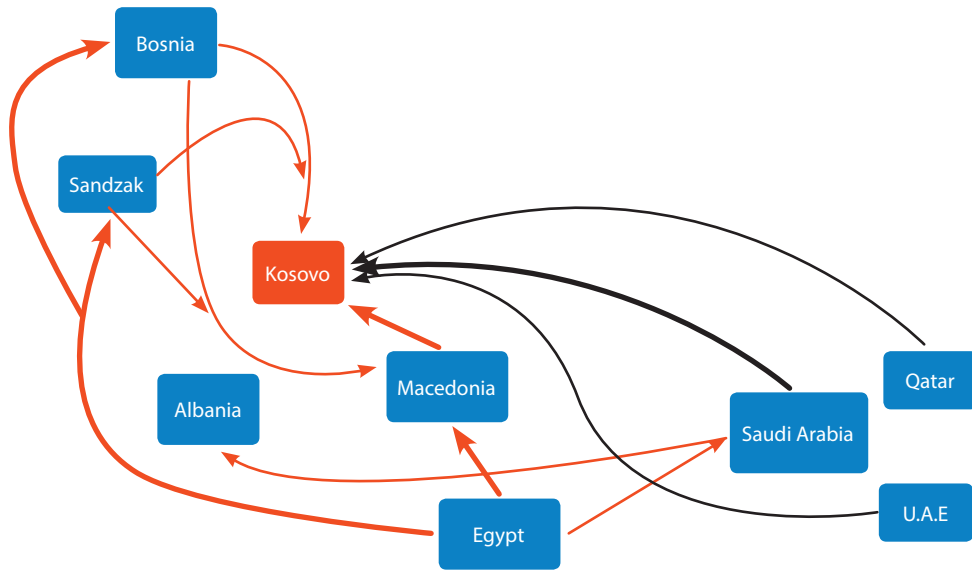 Bosnia
Sandzak
Kosovo
Macedonia
Albania
Qatar
Saudi Arabia
U.A.E
Egypt